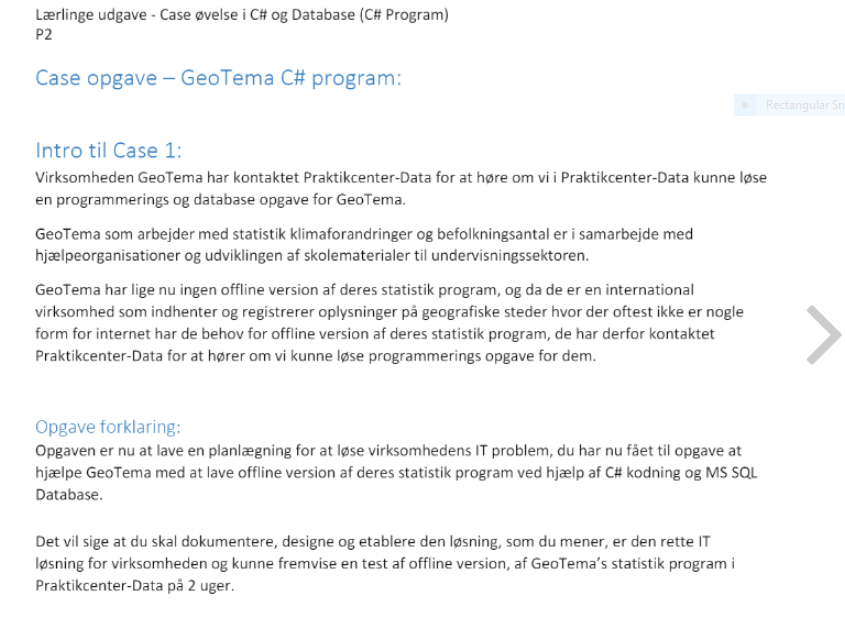 Lærlinge udgave - Case øvelse i C# og Database (C# Program)
P2
Case opgave – GeoTema C# program:
Rectangular Sn
Intro til Case 1:
Virksomheden GeoTema har kontaktet Praktikcenter-Data for at høre om vi i Praktikcenter-Data kunne løse
en programmerings og database opgave for GeoTema.
GeoTema som arbejder med statistik klimaforandringer og befolkningsantal er i samarbejde med
hjælpeorganisationer og udviklingen af skolematerialer til undervisningssektoren.
GeoTema har lige nu ingen offline version af deres statistik program, og da de er en international
virksomhed som indhenter og registrerer oplysninger på geografiske steder hvor der oftest ikke er nogle
form for internet har de behov for offline version af deres statistik program, de har derfor kontaktet
Praktikcenter-Data for at hører om vi kunne løse programmerings opgave for dem.
Opgave forklaring:
Opgaven er nu at lave en planlægning for at løse virksomhedens IT problem, du har nu fået til opgave at
hjælpe GeoTema med at lave offline version af deres statistik program ved hjælp af C# kodning og MS SQL
Database.
Det vil sige at du skal dokumentere, designe og etablere den løsning, som du mener, er den rette IT
løsning for virksomheden og kunne fremvise en test af offline version, af GeoTema’s statistik program i
Praktikcenter-Data på 2 uger.